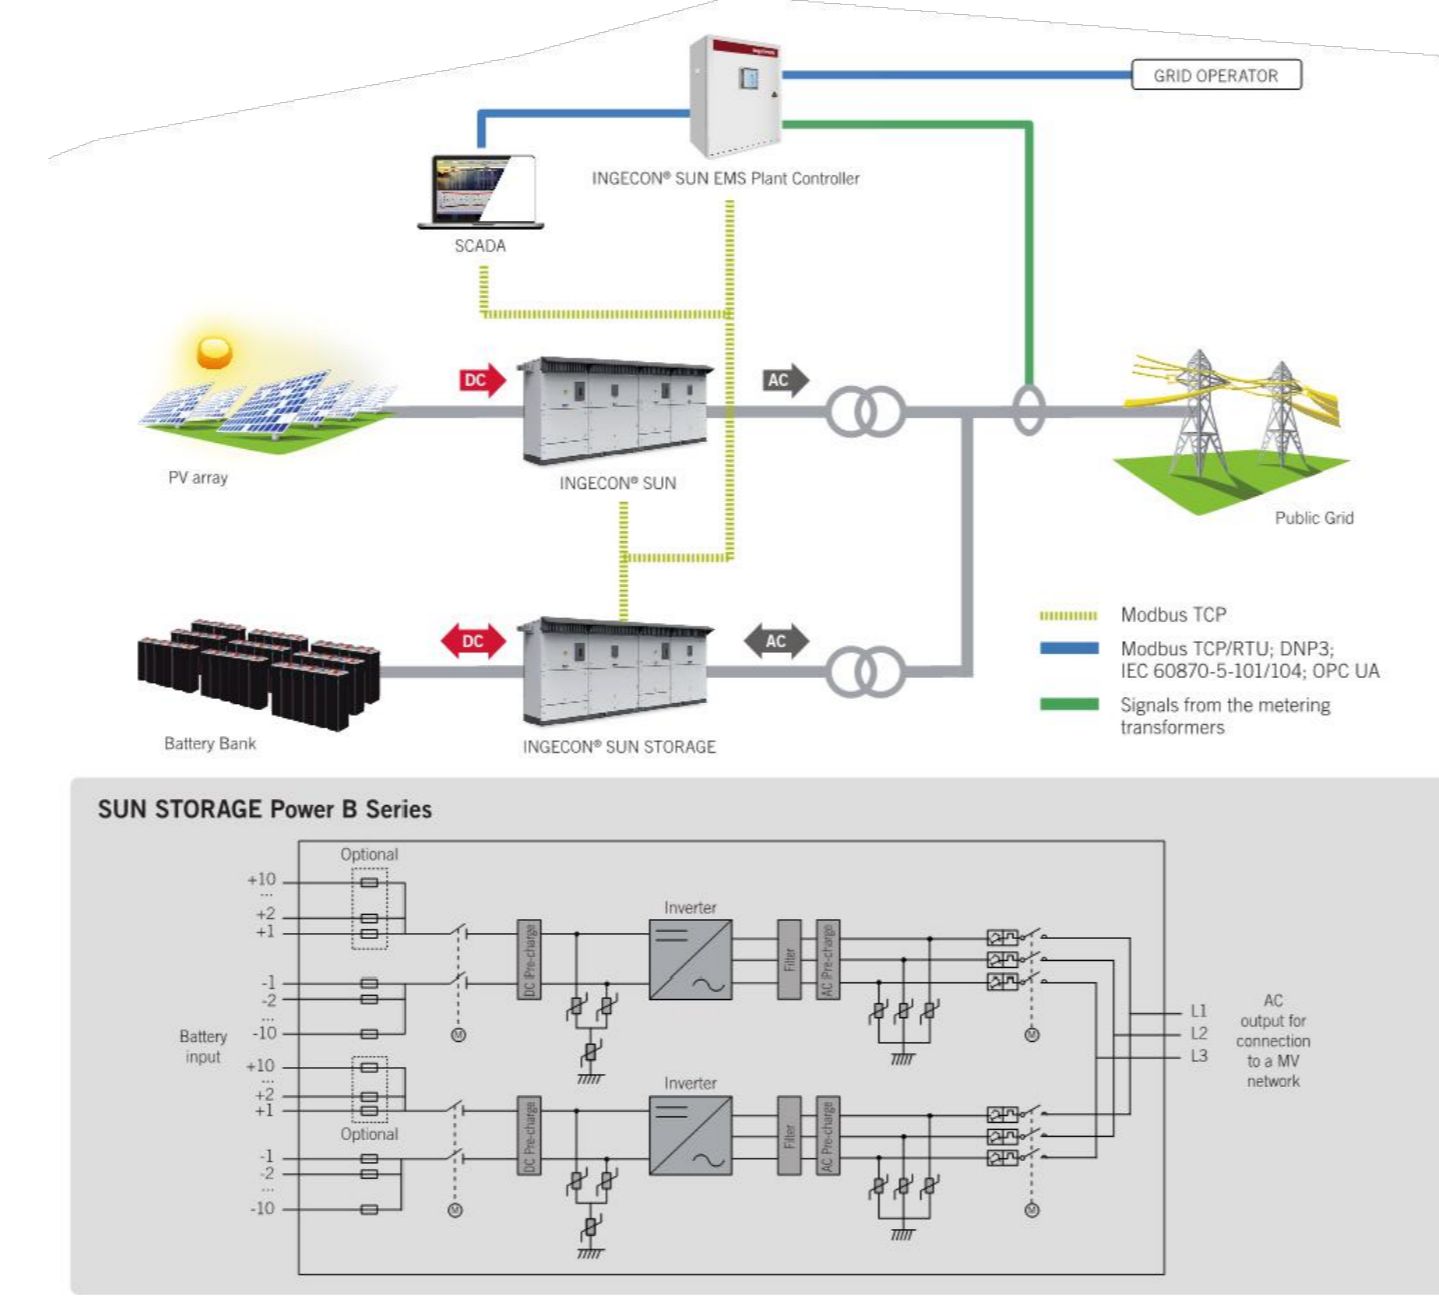 GRID OPERATOR
INGECON® SUN EMS Plant Controller
SCADA
DC
AC
PV array
INGECON® SUN
Public Grid
DC
AC
Battery Bank
INGECON® SUN STORAGE
Modbus TCP
Modbus TCP/RTU; DNP3;
IEC 60870-5-101/104; OPC UA
Signals from the metering
transformers
SUN STORAGE Power B Series
Optional
+10
...
+2
+1
-1
-2
...
-10
Battery
input
+10
...
+2
+1
Optional
-1
-2
...
-10
M
M
DC Pre-charge
DC Pre-charge
Inverter
Inverter
Filter
Filter
AC Pre-charge
AC Pre-charge
M
M
L1
L2
L3
AC
output for
connection
to a MV
network